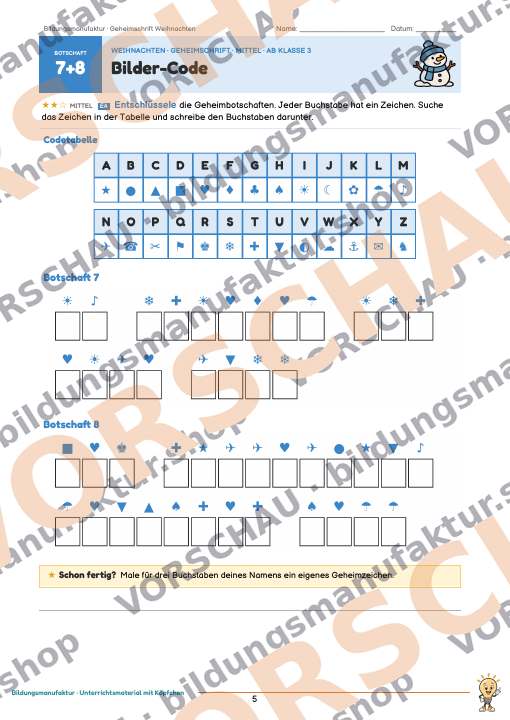 Bildungsmanufaktur · Geheimschrift Weihnachten Name: Datum:
BOTSCHAFT
7+8
WEIHNACHTEN · GEHEIMSCHRIFT · MITTEL · AB KLASSE 3
Bilder-Code
★★☆ MITTEL EA Entschlüssele die Geheimbotschaften. Jeder Buchstabe hat ein Zeichen. Suche
das Zeichen in der Tabelle und schreibe den Buchstaben darunter.
Codetabelle
A B C D E F G H I J K L M
★ ● ▲ ■ ♥ ♦ ♣ ♠ ☀ ☾ ✿ ☂ ♪
N O P Q R S T U V W X Y Z
✈ ☎ ✂ ⚑ ♚ ❄ ✚ ▼ ◐ ☁ ⚓ ✉ ♞
Botschaft 7
☀ ♪ ❄ ✚ ☀ ♥ ♦ ♥ ☂ ☀ ❄ ✚
♥ ☀ ✈ ♥ ✈ ▼ ❄ ❄
Botschaft 8
■ ♥ ♚ ✚ ★ ✈ ✈ ♥ ✈ ● ★ ▼ ♪
☂ ♥ ▼ ▲ ♠ ✚ ♥ ✚ ♠ ♥ ☂ ☂
★ Schon fertig? Male für drei Buchstaben deines Namens ein eigenes Geheimzeichen.
Bildungsmanufaktur · Unterrichtsmaterial mit Köpfchen
5
VORSCHAU · bildungsmanufaktur.shop
VORSCHAU